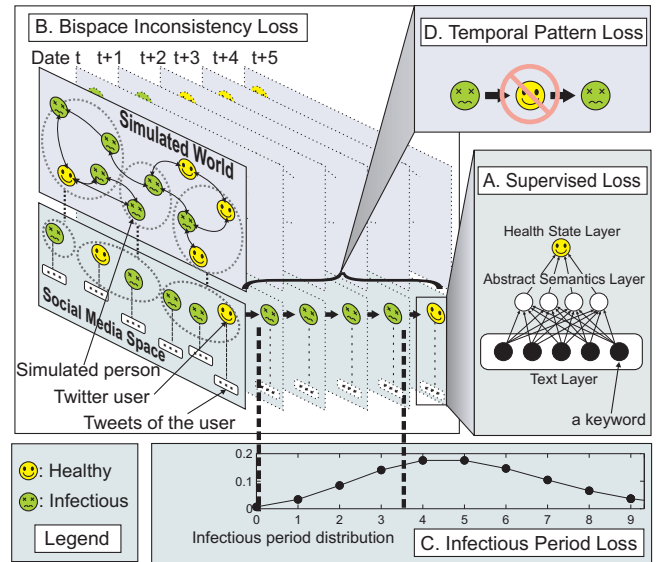 B. Bispace Inconsistency Loss
Date t t+1 t+2 t+3 t+4 t+5
Simulated World
Social Media Space
Simulated person
Twitter user
Tweets of the user
D. Temporal Pattern Loss
A. Supervised Loss
Health State Layer
Abstract Semantics Layer
Text Layer
a keyword
: Healthy
: Infectious
Legend
0.2
0.1
0
0 1 2 3 4 5 6 7 8 9
Infectious period distribution
C. Infectious Period Loss